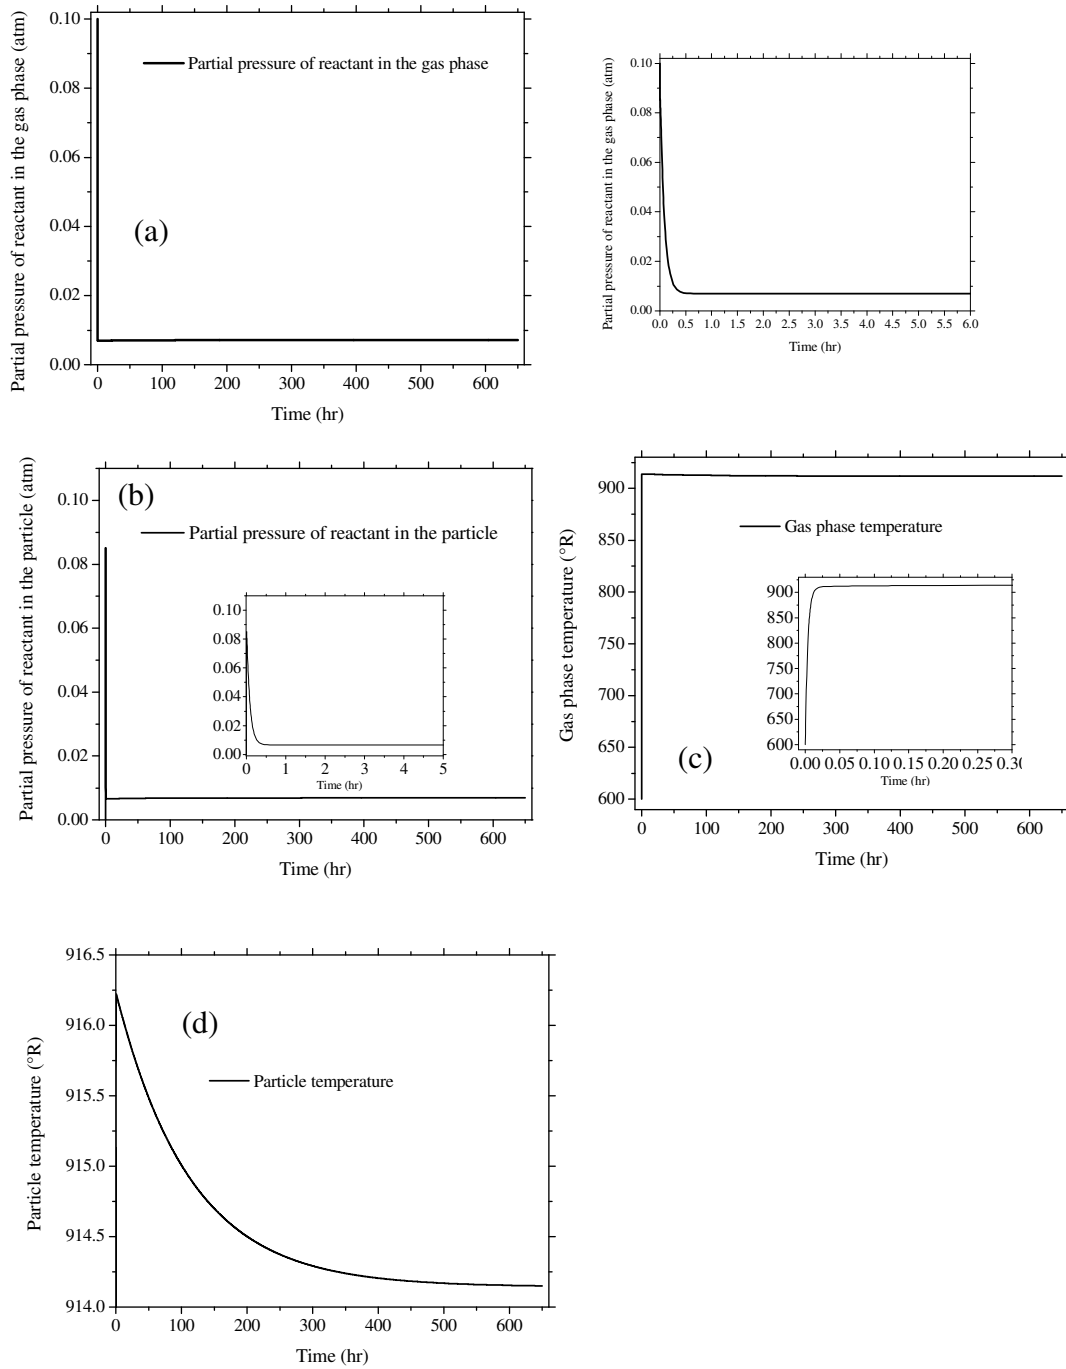 Partial pressure of reactant in the gas phase (atm)
0.10
0.08
0.06
0.04
0.02
0.00
Partial pressure of reactant in the gas phase
(a)
0 100 200 300 400 500 600
Time (hr)
Partial pressure of reactant in the gas phase (atm)
0.10
0.08
0.06
0.04
0.02
0.00
0.0 0.5 1.0 1.5 2.0 2.5 3.0 3.5 4.0 4.5 5.0 5.5 6.0
Time (hr)
Partial pressure of reactant in the particle (atm)
0.10
0.08
0.06
0.04
0.02
0.00
(b)
Partial pressure of reactant in the particle
0.10
0.08
0.06
0.04
0.02
0.00
0 1 2 3 4 5
Time (hr)
0 100 200 300 400 500 600
Time (hr)
Gas phase temperature (°R)
900
850
800
750
700
650
600
Gas phase temperature
900
850
800
750
700
650
600
0.00 0.05 0.10 0.15 0.20 0.25 0.30
Time (hr)
(c)
0 100 200 300 400 500 600
Time (hr)
Particle temperature (°R)
916.5
916.0
915.5
915.0
914.5
914.0
(d)
Particle temperature
0 100 200 300 400 500 600
Time (hr)